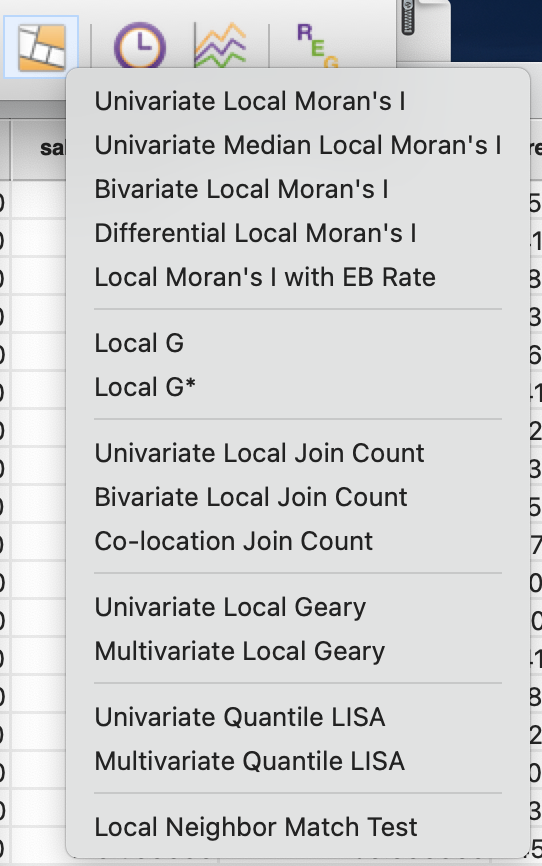 REG
sal
Univariate Local Moran's I
Univariate Median Local Moran's I
Bivariate Local Moran's I
Differential Local Moran's I
Local Moran's I with EB Rate
Local G
Local G*
Univariate Local Join Count
Bivariate Local Join Count
Co-location Join Count
Univariate Local Geary
Multivariate Local Geary
Univariate Quantile LISA
Multivariate Quantile LISA
Local Neighbor Match Test